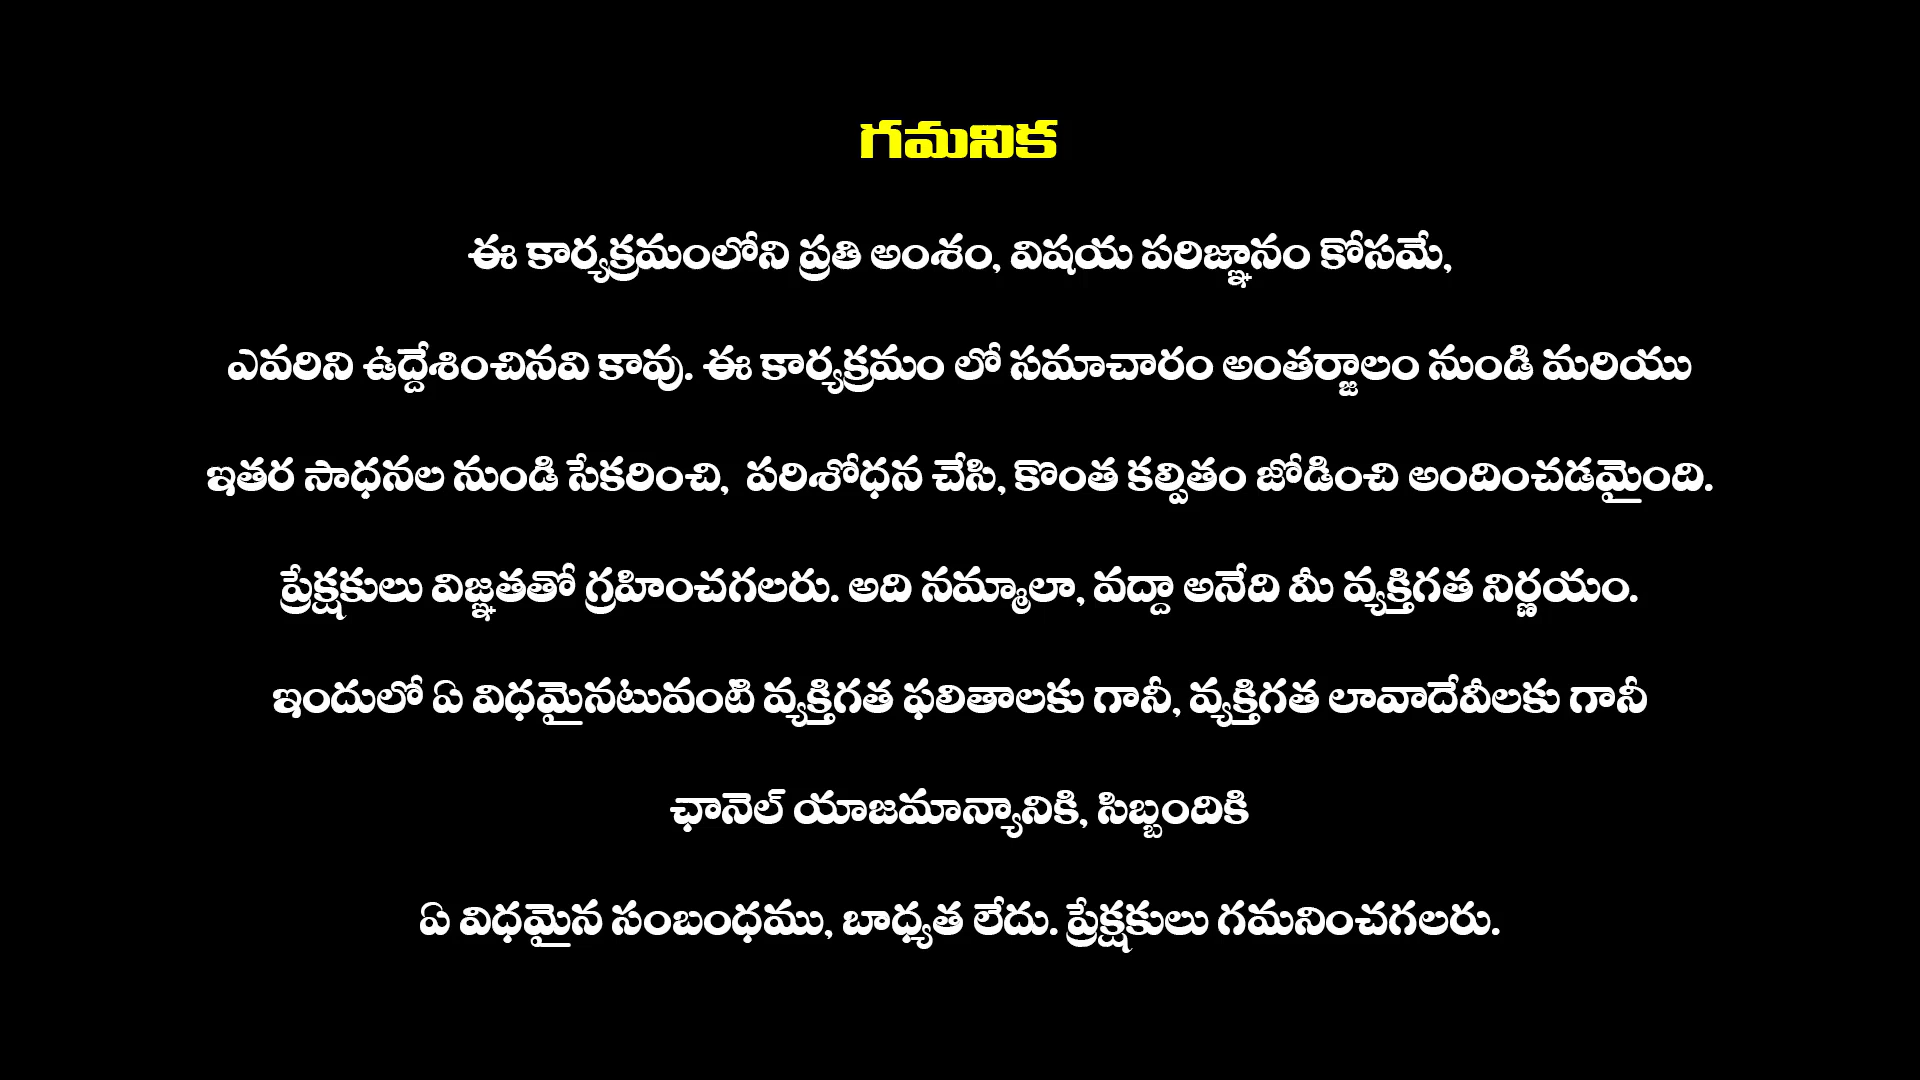 గమనిక
ఈ కార్యక్రమంలోని ప్రతి అంశం, విషయ పరిజ్ఞానం కోసమే,
ఎవరిని ఉద్దేశించినవి కావు. ఈ కార్యక్రమం లో సమాచారం అంతర్జాలం నుండి మరియు
ఇతర సాధనల నుండి సేకరించి, పరిశోధన చేసి, కొంత కల్పితం జోడించి అందించడమైంది.
ప్రేక్షకులు విజ్ఞతతో గ్రహించగలరు. అది నమ్మాలా, వద్దా అనేది మీ వ్యక్తిగత నిర్ణయం.
ఇందులో ఏ విధమైనటువంటి వ్యక్తిగత ఫలితాలకు గానీ, వ్యక్తిగత లావాదేవీలకు గానీ
ఛానెల్ యాజమాన్యానికి, సిబ్బందికి
ఏ విధమైన సంబంధము, బాధ్యత లేదు. ప్రేక్షకులు గమనించగలరు.